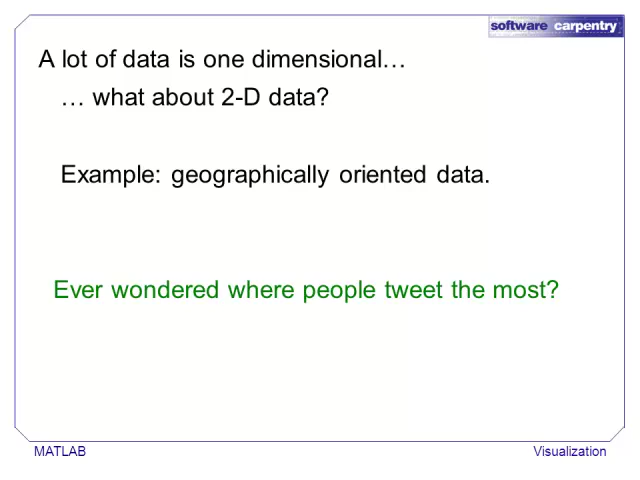 software carpentry
A lot of data is one dimensional…
… what about 2-D data?
Example: geographically oriented data.
Ever wondered where people tweet the most?
MATLAB
Visualization